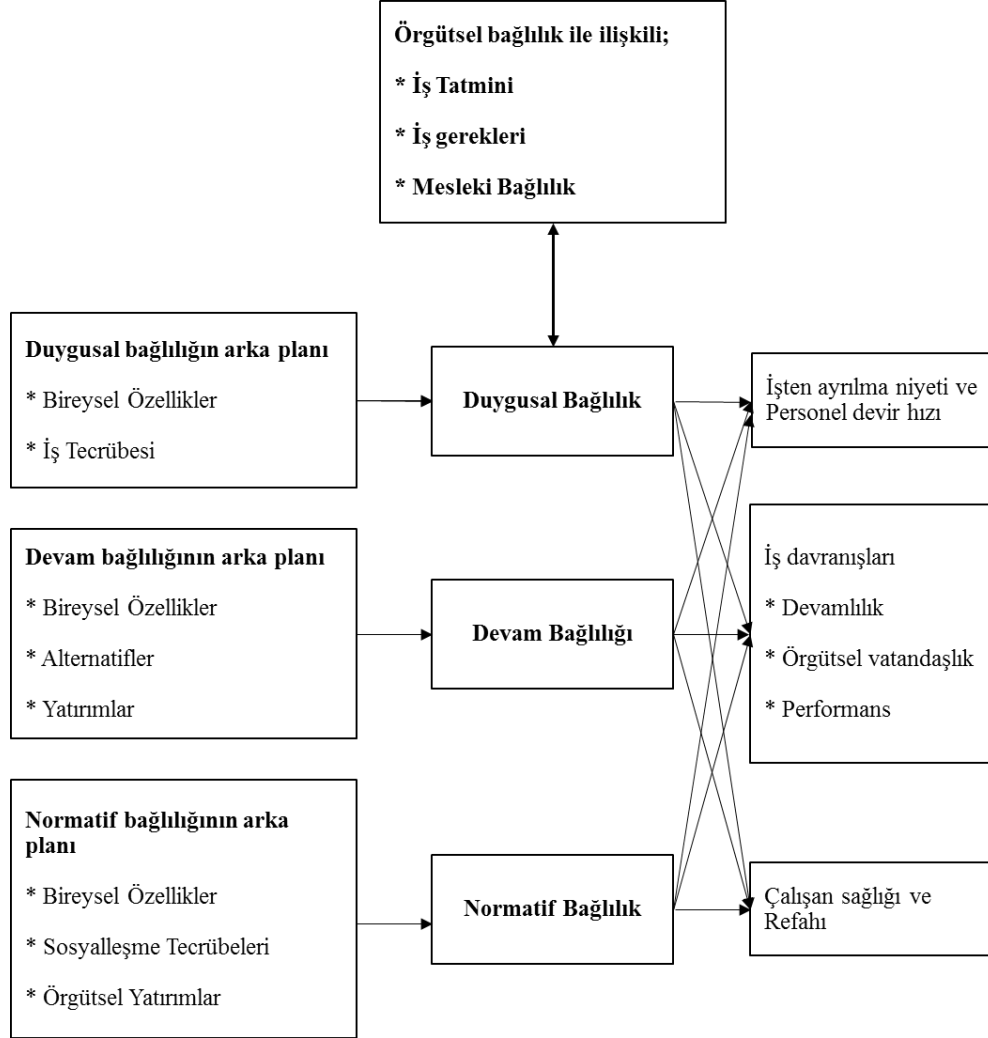 Örgütsel bağlılık ile ilişkili;
* İş Tatmini
* İş gerekleri
* Mesleki Bağlılık
Duygusal bağlılığın arka planı
* Bireysel Özellikler
* İş Tecrübesi
Duygusal Bağlılık
İşten ayrılma niyeti ve
Personel devir hızı
Devam bağlılığının arka planı
* Bireysel Özellikler
* Alternatifler
* Yatırımlar
Devam Bağlılığı
İş davranışları
* Devamlılık
* Örgütsel vatandaşlık
* Performans
Normatif bağlılığının arka
planı
* Bireysel Özellikler
* Sosyalleşme Tecrübeleri
* Örgütsel Yatırımlar
Normatif Bağlılık
Çalışan sağlığı ve
Refahı